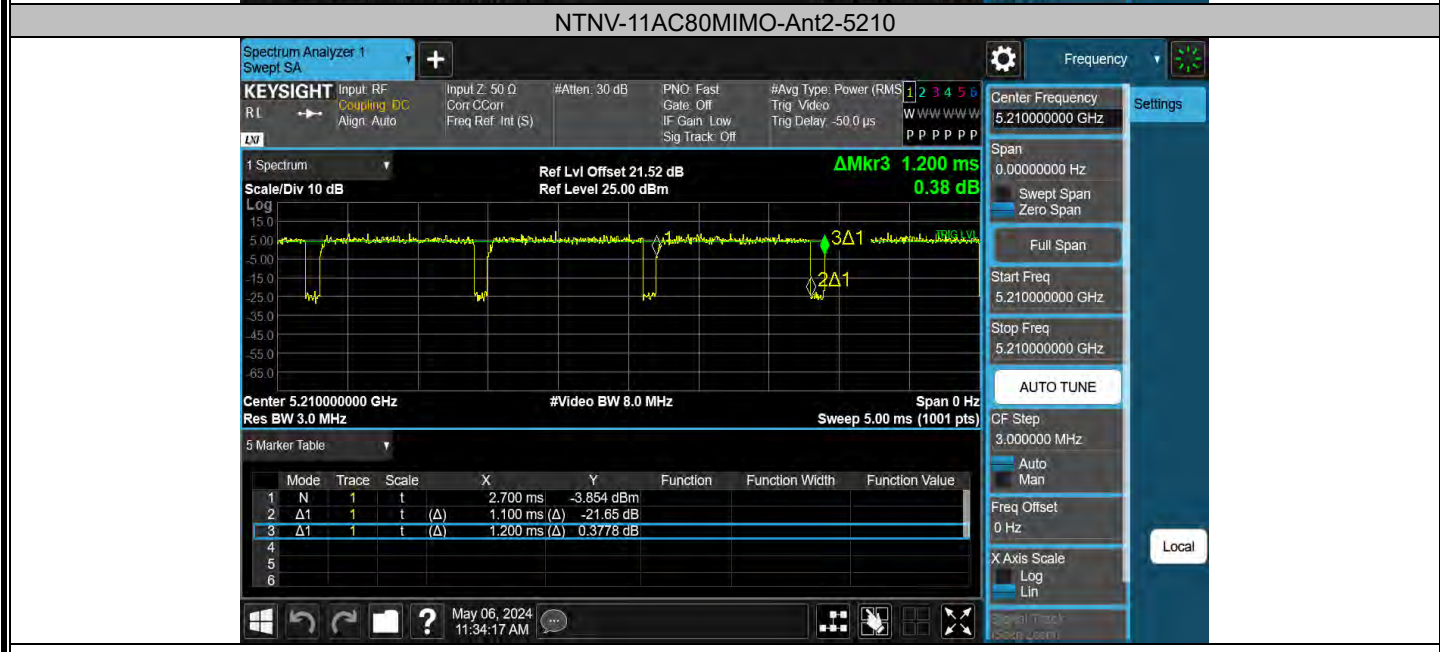 NTNV-11AC80MIMO-Ant2-5210
Spectrum Analyzer 1
Swept SA
+
Frequency
KEYSIGHT
RL
LXI
Input: RF
Coupling: DC
Align: Auto
Input Z: 50 Ω
Corr CCorr
Freq Ref: Int (S)
#Atten: 30 dB
PNO: Fast
Gate: Off
IF Gain: Low
Sig Track: Off
#Avg Type: Power (RMS
Trig: Video
Trig Delay: -50.0 µs
1 2 3 4 5 6
W W W W W W
P P P P P P
Center Frequency
5.210000000 GHz
Settings
1 Spectrum
Scale/Div 10 dB
Log
Ref Lvl Offset 21.52 dB
Ref Level 25.00 dBm
ΔMkr3 1.200 ms
0.38 dB
15.0
5.00
-5.00
-15.0
-25.0
-35.0
-45.0
-55.0
-65.0
1
3Δ1
TRIG LVL
2Δ1
Span
0.00000000 Hz
Swept Span
Zero Span
Full Span
Start Freq
5.210000000 GHz
Stop Freq
5.210000000 GHz
AUTO TUNE
Center 5.210000000 GHz
#Video BW 8.0 MHz
Span 0 Hz
Res BW 3.0 MHz
Sweep 5.00 ms (1001 pts)
CF Step
3.000000 MHz
Auto
Man
5 Marker Table
Mode Trace Scale X Y Function Function Width Function Value
1 N 1 t 2.700 ms -3.854 dBm
2 Δ1 1 t (Δ) 1.100 ms (Δ) -21.65 dB
3 Δ1 1 t (Δ) 1.200 ms (Δ) 0.3778 dB
4
5
6
Freq Offset
0 Hz
X Axis Scale
Log
Lin
Local
Signal Track
(Span Zoom)
?
May 06, 2024
11:34:17 AM